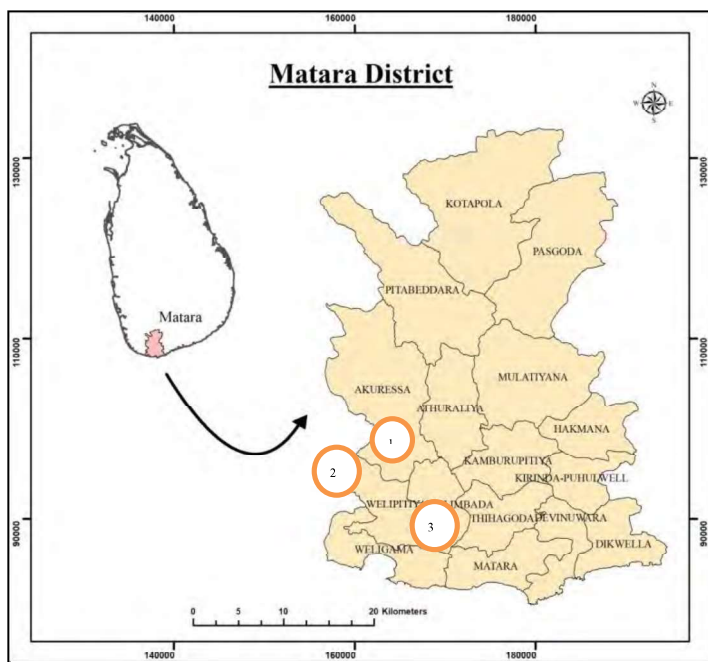 140000 160000 180000
Matara District
N
W E
S
130000 130000
KOTAPOLA
PASGODA
PITABEDDARA
Matara
110000 110000
MULATIYANA
AKURESSA
ATHURALIYA
HAKMANA
1
KAMBURUPITIYA
2
KIRINDA-PUHULWELL
WELIPITIYA
LIMBADA
3
THIHAGODA
DEVINUWARA
90000 90000
WELIGAMA
DIKWELLA
MATARA
0 5 10 20 Kilometers
140000 160000 180000